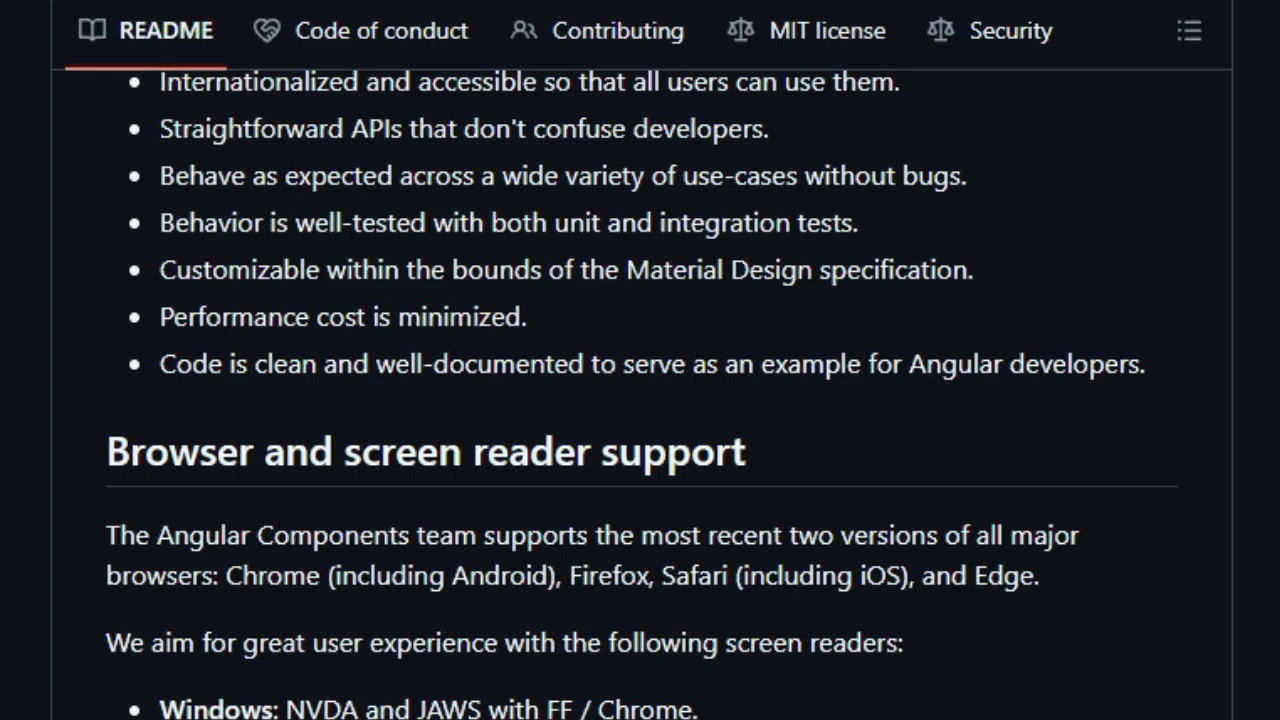 README Code of conduct Contributing MIT license Security
Internationalized and accessible so that all users can use them.
Straightforward APIs that don't confuse developers.
Behave as expected across a wide variety of use-cases without bugs.
Behavior is well-tested with both unit and integration tests.
Customizable within the bounds of the Material Design specification.
Performance cost is minimized.
Code is clean and well-documented to serve as an example for Angular developers.
Browser and screen reader support
The Angular Components team supports the most recent two versions of all major
browsers: Chrome (including Android), Firefox, Safari (including iOS), and Edge.
We aim for great user experience with the following screen readers:
Windows: NVDA and JAWS with FF / Chrome.